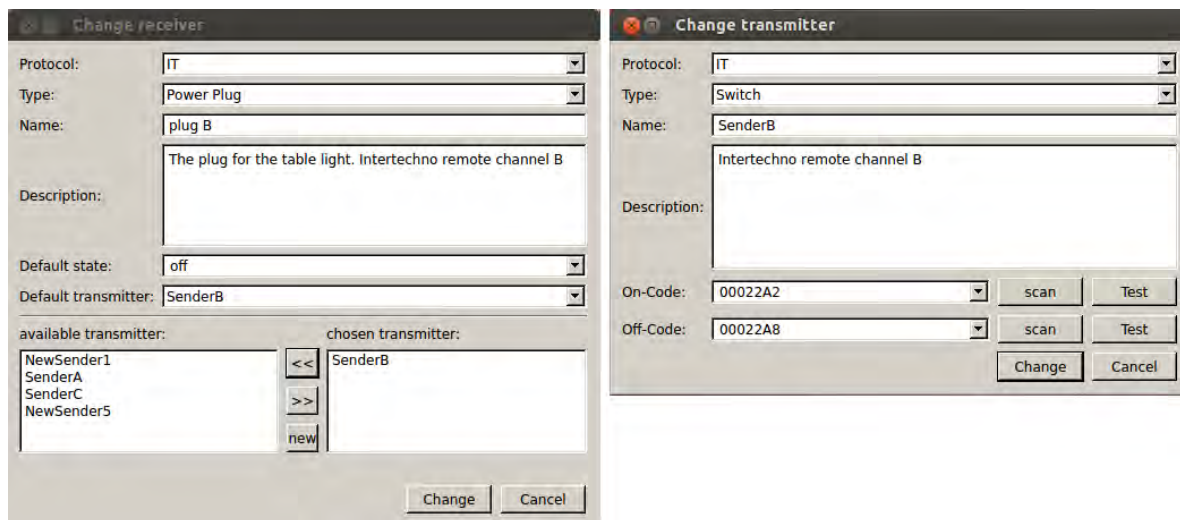 Change receiver
Protocol: IT
Type: Power Plug
Name: plug B
Description: The plug for the table light. Intertechno remote channel B
Default state: off
Default transmitter: SenderB
available transmitter: chosen transmitter:
NewSender1 << SenderB
SenderA
SenderC >>
NewSender5
new
Change Cancel
Change transmitter
Protocol: IT
Type: Switch
Name: SenderB
Description: Intertechno remote channel B
On-Code: 00022A2 scan Test
Off-Code: 00022A8 scan Test
Change Cancel